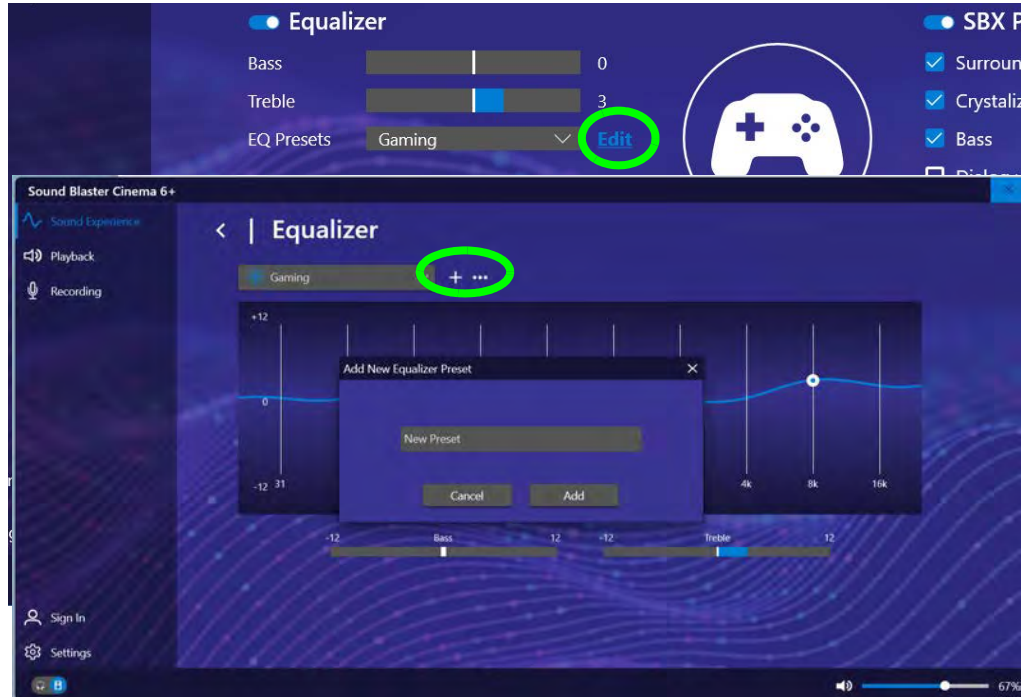 Equalizer
SBX P
Bass 0
Surroun
Treble 3
Crystaliz
EQ Presets Gaming Edit
Bass
Dialog
Sound Blaster Cinema 6+
Sound Experience
Playback
Recording
Equalizer
Gaming
+12
0
-12 31
4k 8k 16k
Add New Equalizer Preset
New Preset
Cancel Add
-12 Bass 12 -12 Treble 12
Sign In
Settings
67%